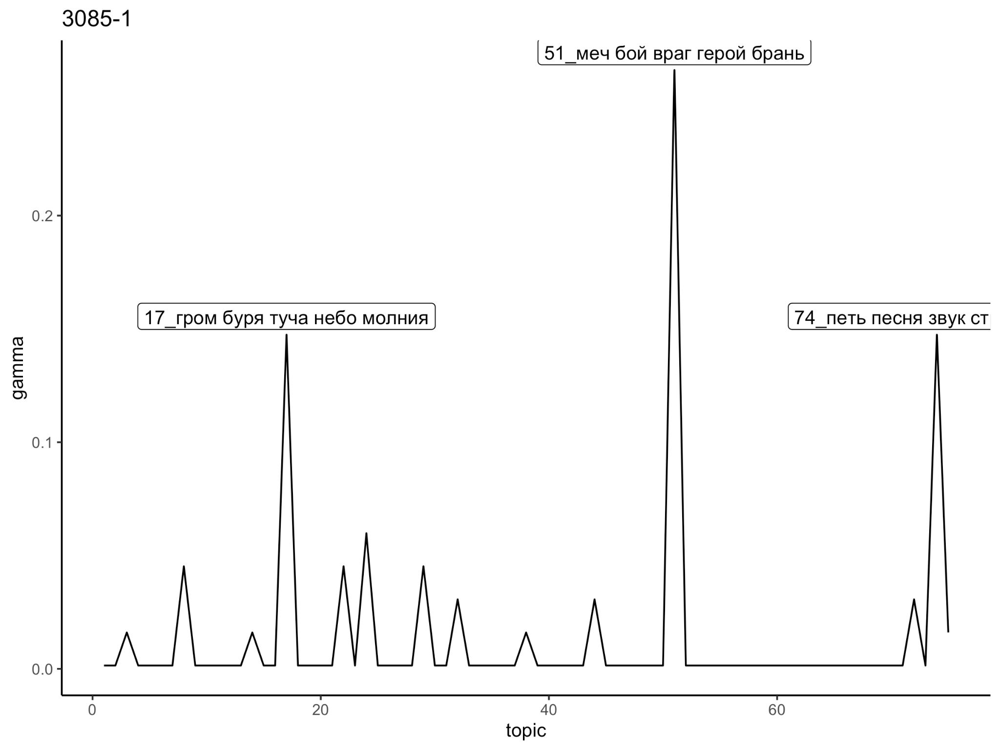 3085-1
51_меч бой враг герой брань
17_гром буря туча небо молния
74_петь песня звук
gamma
0.2
0.1
0.0
0 20 40 60
topic